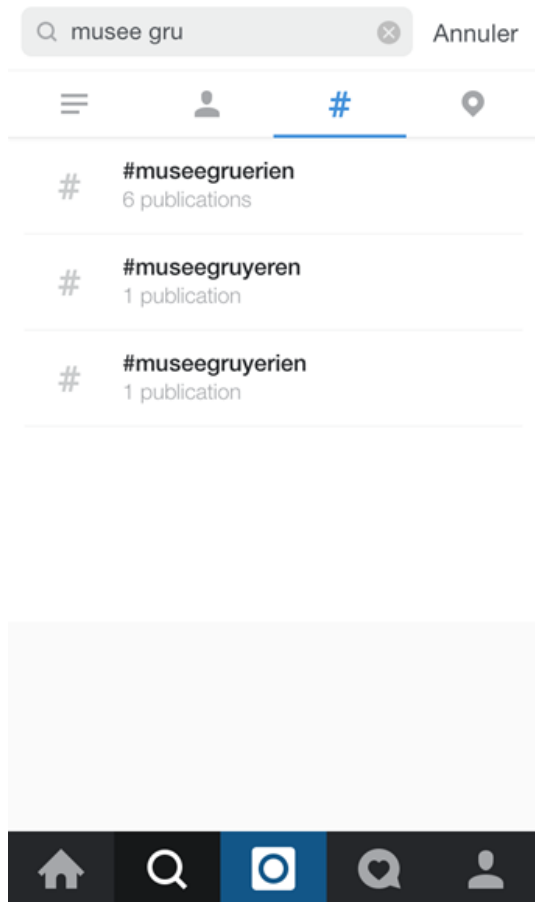 musee gru
Annuler
#
#
#museegruerien
6 publications
#
#museegruyeren
1 publication
#
#museegruyerien
1 publication